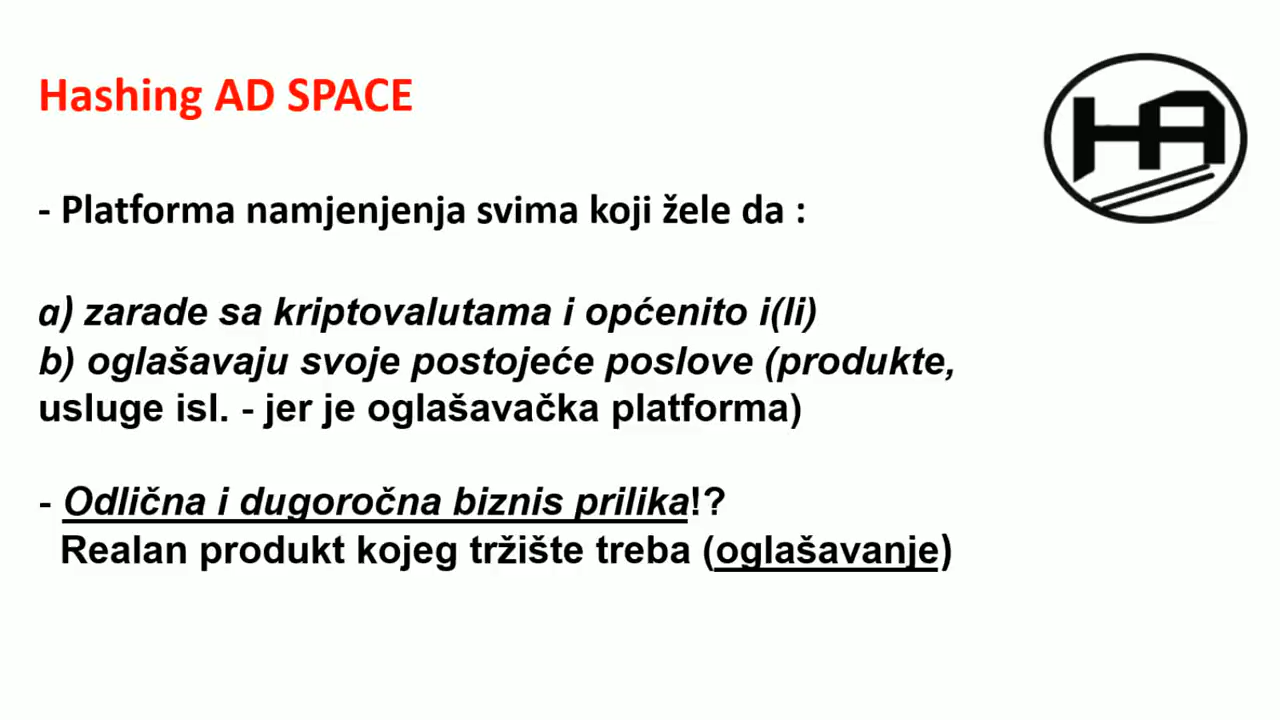 Hashing AD SPACE
HA
- Platforma namjenjenja svima koji žele da :
a) zarade sa kriptovalutama i općenito i(li)
b) oglašavaju svoje postojeće poslove (produkte,
usluge isl. - jer je oglašavačka platforma)
- Odlična i dugoročna biznis prilika!?
Realan produkt kojeg tržište treba (oglašavanje)